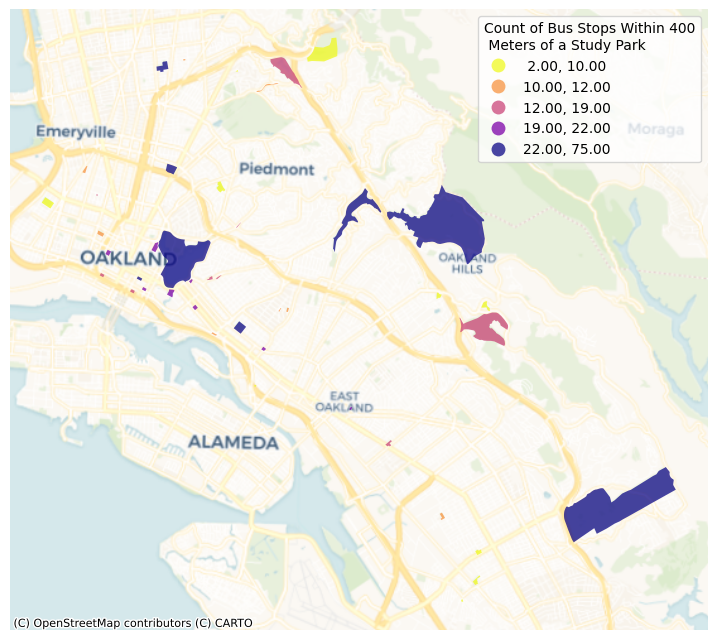 Count of Bus Stops Within 400
Meters of a Study Park
2.00, 10.00
10.00, 12.00
12.00, 19.00
19.00, 22.00
22.00, 75.00
Moraga
Emeryville
Piedmont
OAKLAND
OAKLAND
HILLS
EAST
OAKLAND
ALAMEDA
(C) OpenStreetMap contributors (C) CARTO